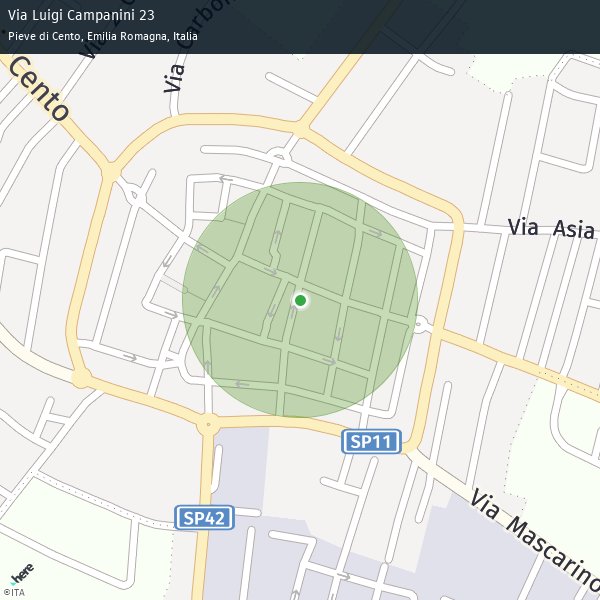 Via Luigi Campanini 23
Pieve di Cento, Emilia Romagna, Italia
Cento
Via
Via Asia
SP11
SP42
Via Mascarino
here
©ITA